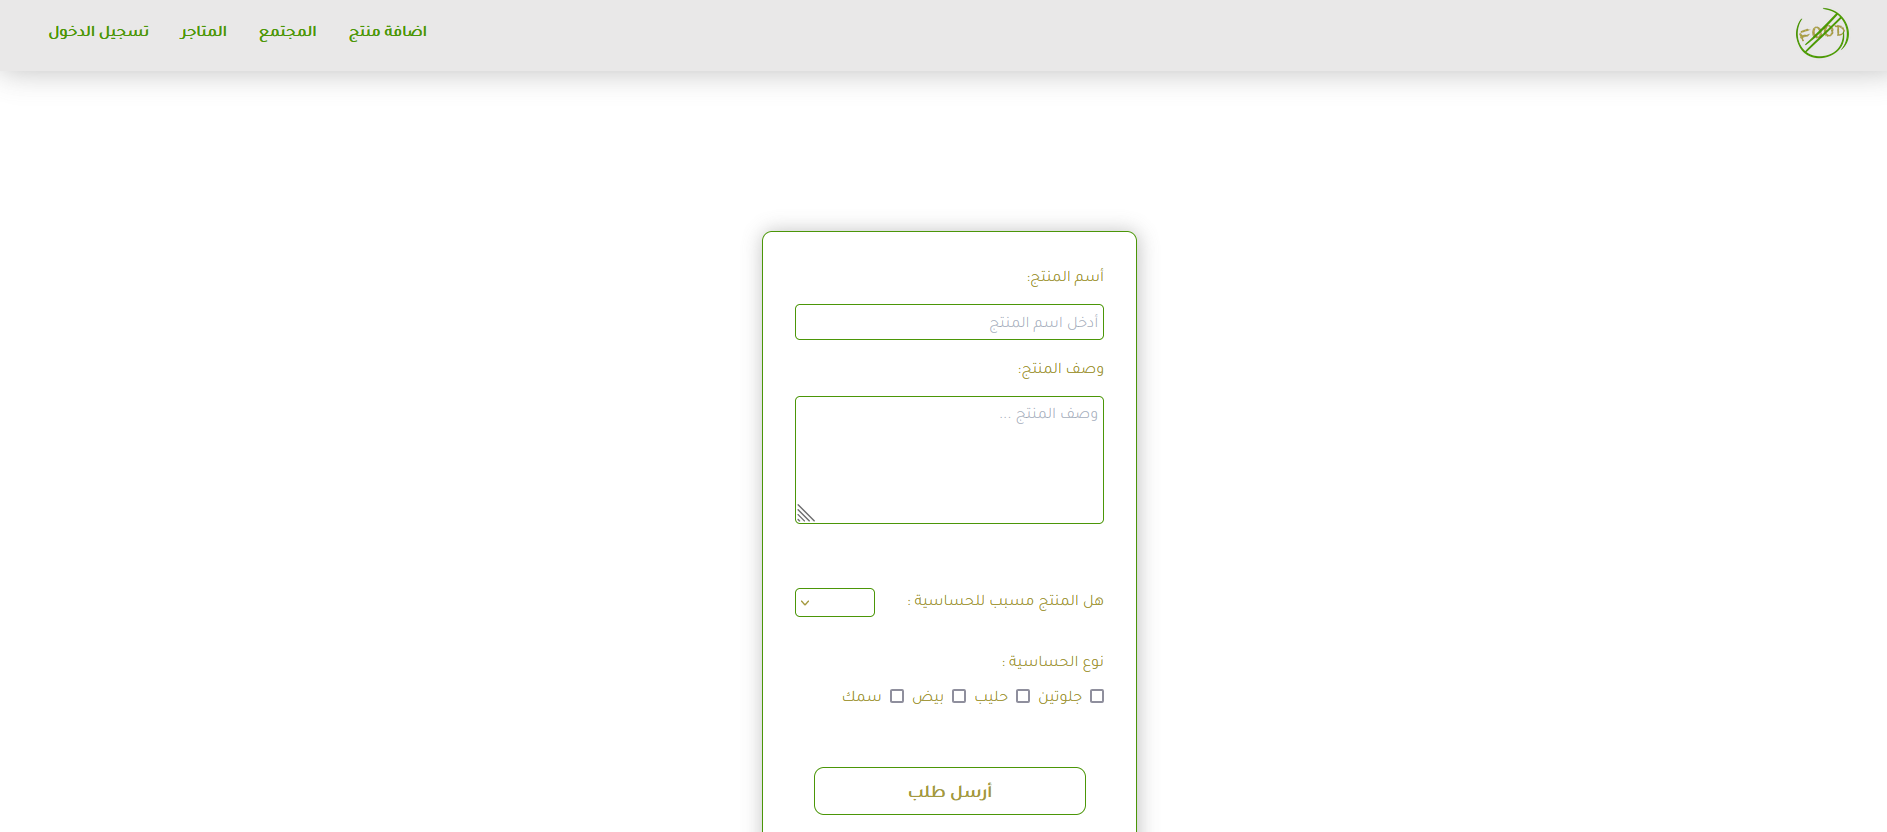 FOOD
اضافة منتج
المجتمع
المتاجر
تسجيل الدخول
أسم المنتج:
أدخل اسم المنتج
وصف المنتج:
وصف المنتج ...
هل المنتج مسبب للحساسية :
نوع الحساسية :
جلوتين حليب بيض سمك
أرسل طلب